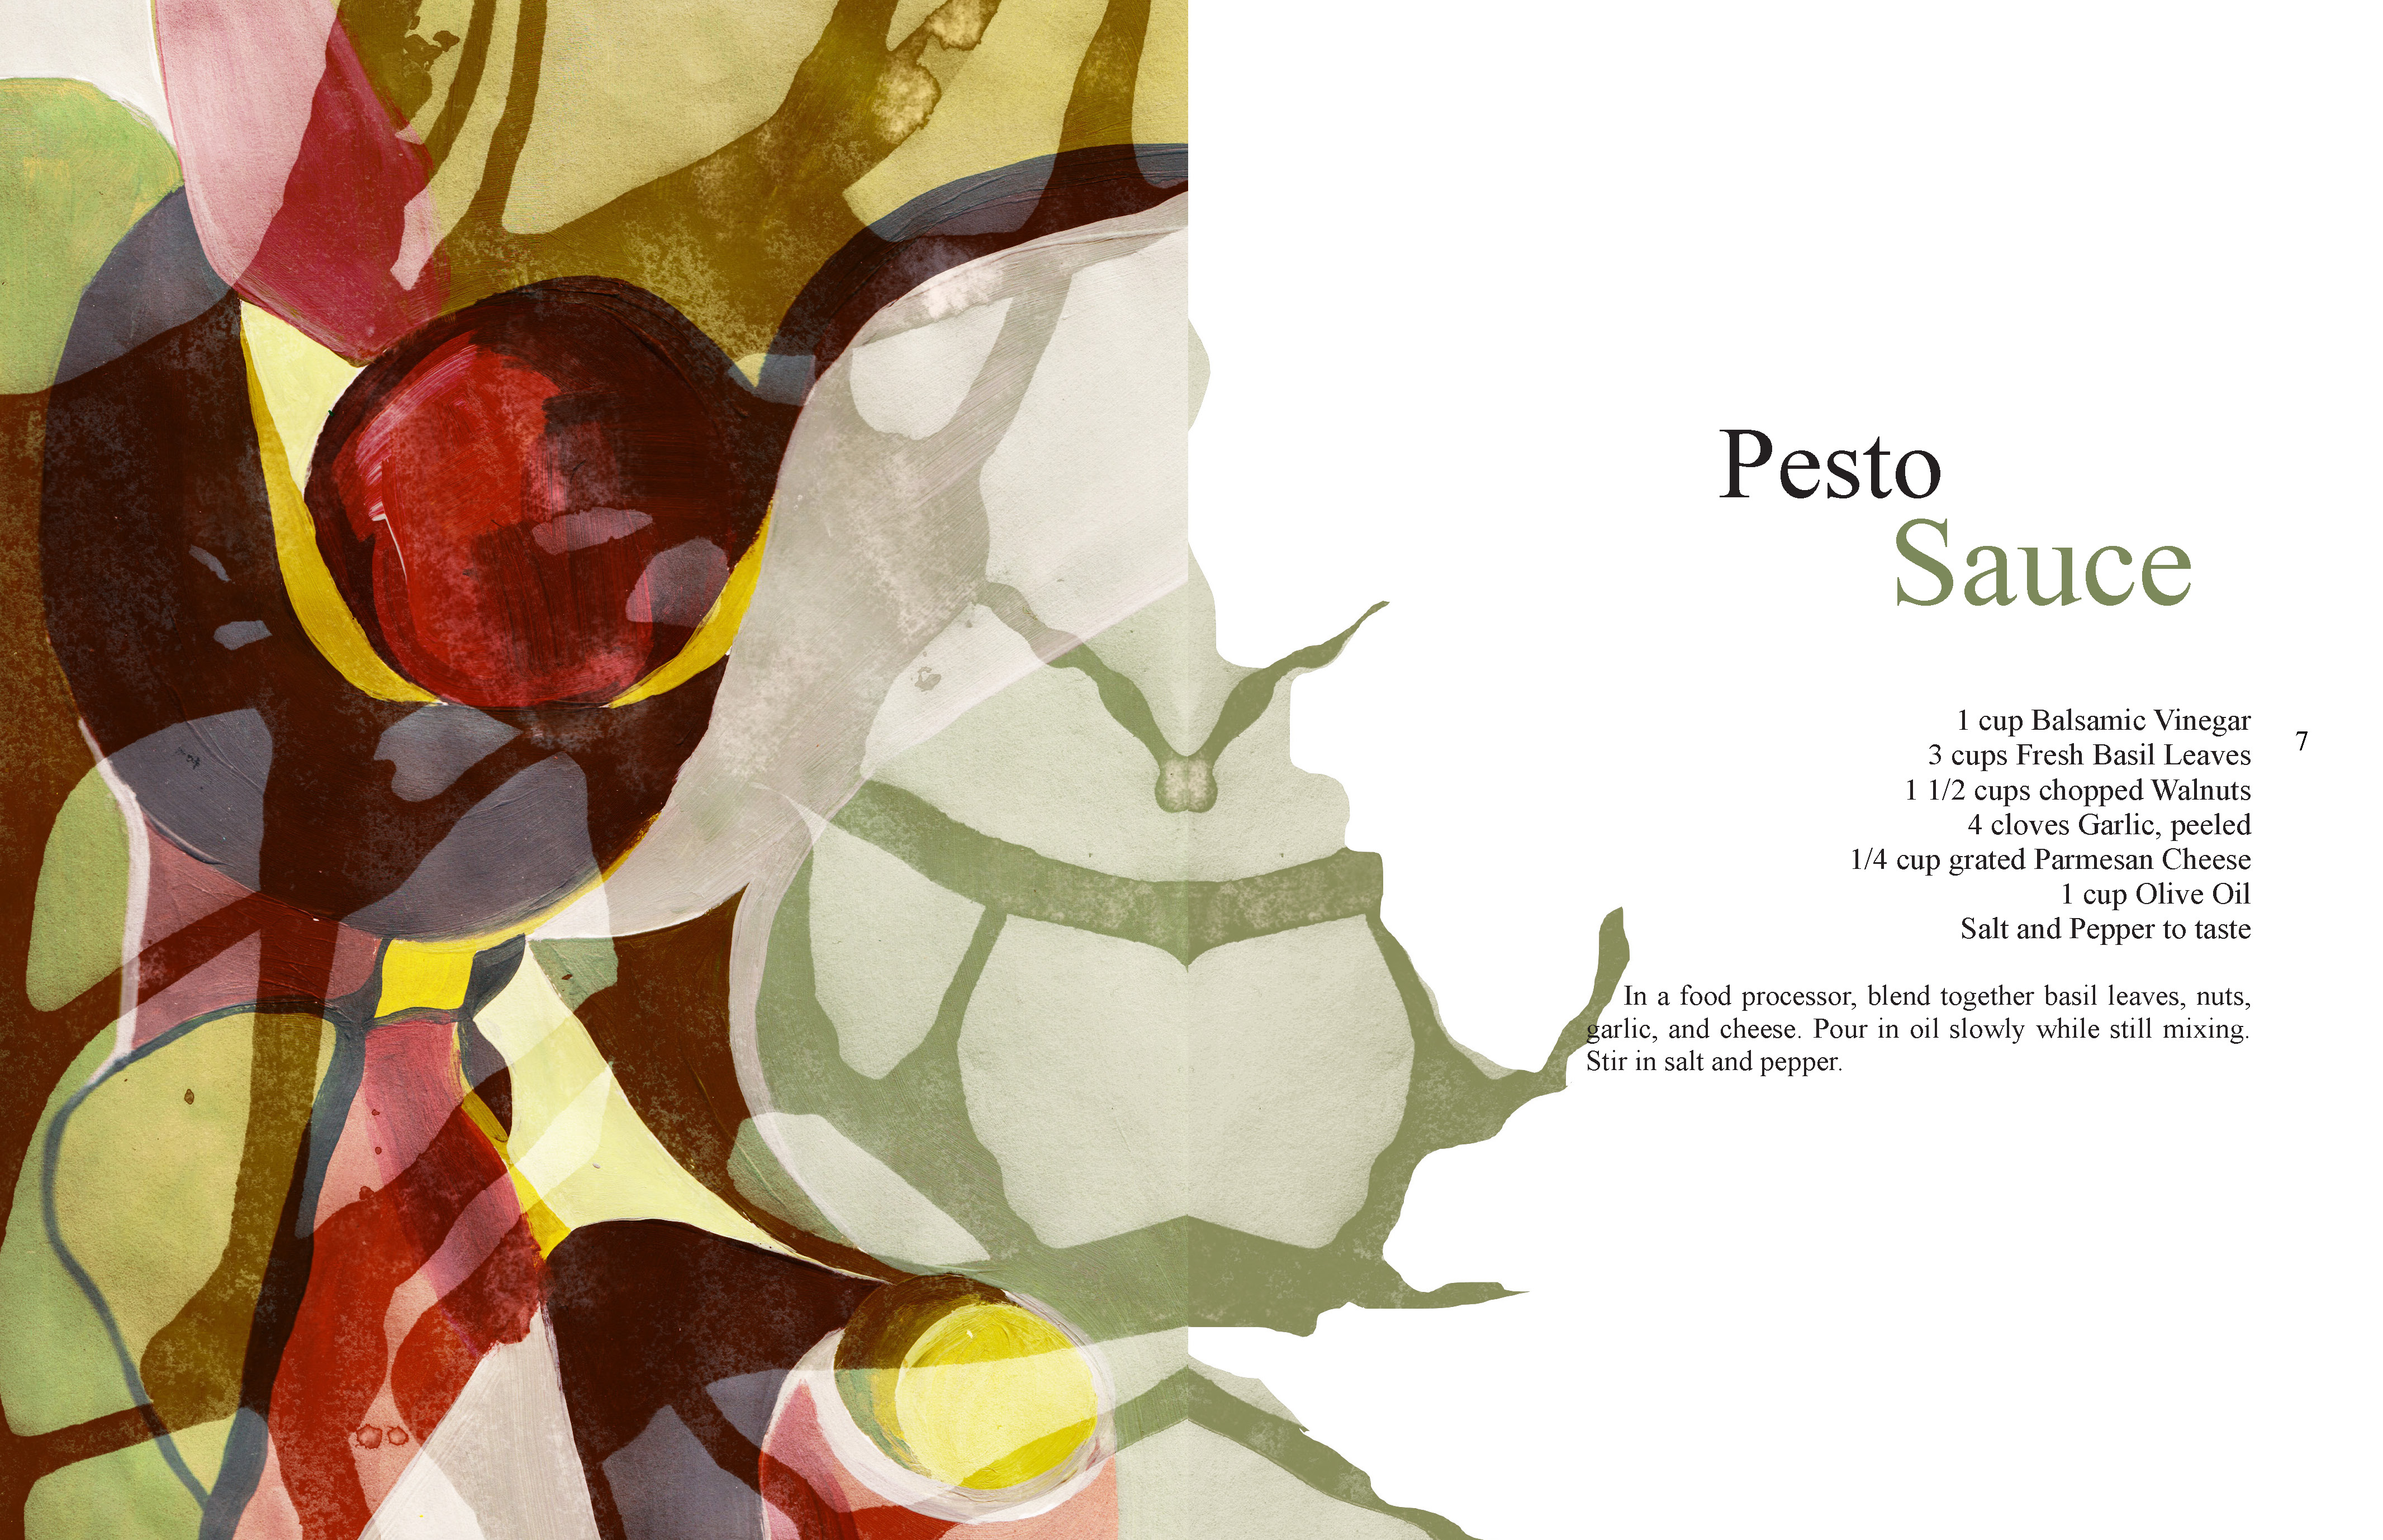 Pesto
Sauce
1 cup Balsamic Vinegar
3 cups Fresh Basil Leaves
7
1 1/2 cups chopped Walnuts
4 cloves Garlic, peeled
1/4 cup grated Parmesan Cheese
1 cup Olive Oil
Salt and Pepper to taste
In a food processor, blend together basil leaves, nuts,
garlic, and cheese. Pour in oil slowly while still mixing.
Stir in salt and pepper.